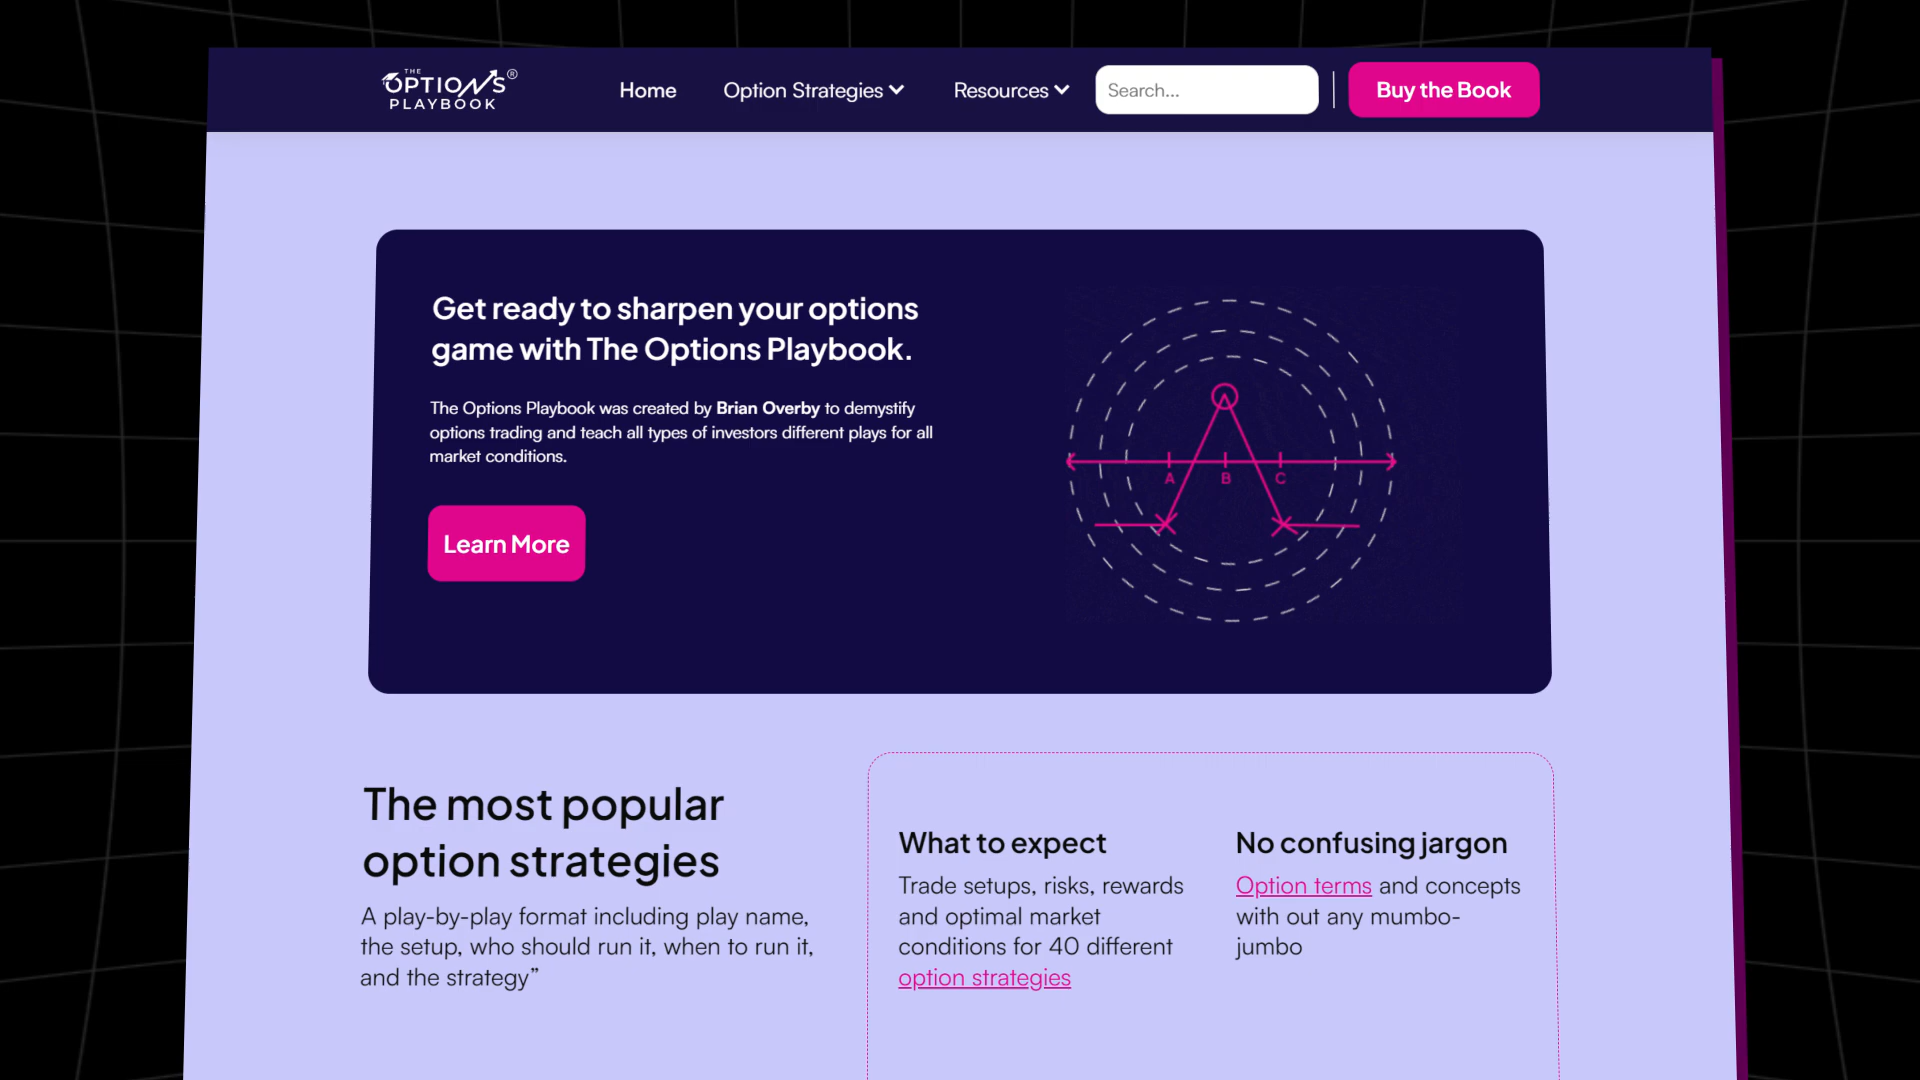 THE
OPTIONS®
PLAYBOOK
Home
Option Strategies
Resources
Search...
Buy the Book
Get ready to sharpen your options
game with The Options Playbook.
The Options Playbook was created by Brian Overby to demystify
options trading and teach all types of investors different plays for all
market conditions.
Learn More
A B C
The most popular
option strategies
A play-by-play format including play name,
the setup, who should run it, when to run it,
and the strategy”
What to expect
Trade setups, risks, rewards
and optimal market
conditions for 40 different
option strategies
No confusing jargon
Option terms and concepts
with out any mumbo-
jumbo